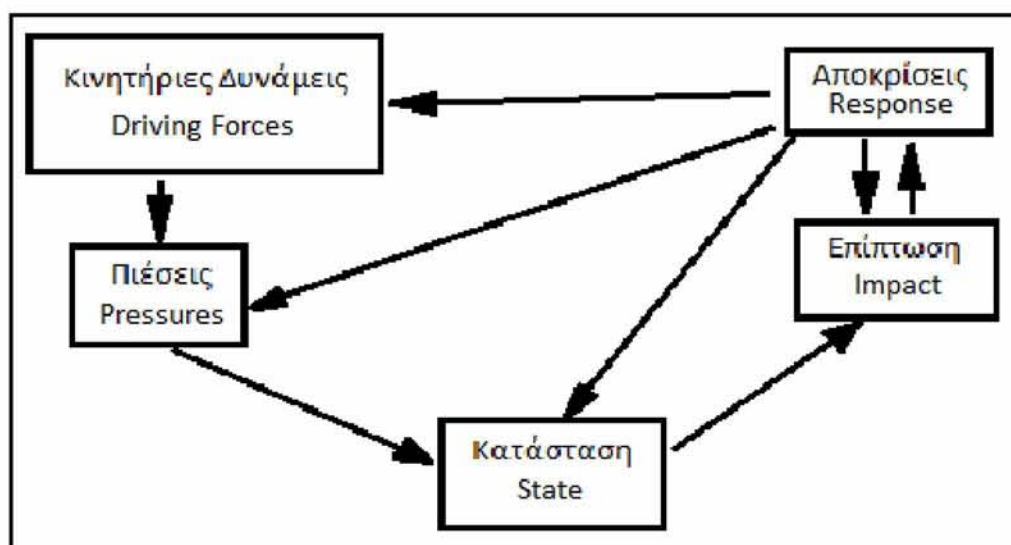 Κινητήριες Δυνάμεις
Driving Forces
Αποκρίσεις
Response
Πιέσεις
Pressures
Επίπτωση
Impact
Κατάσταση
State